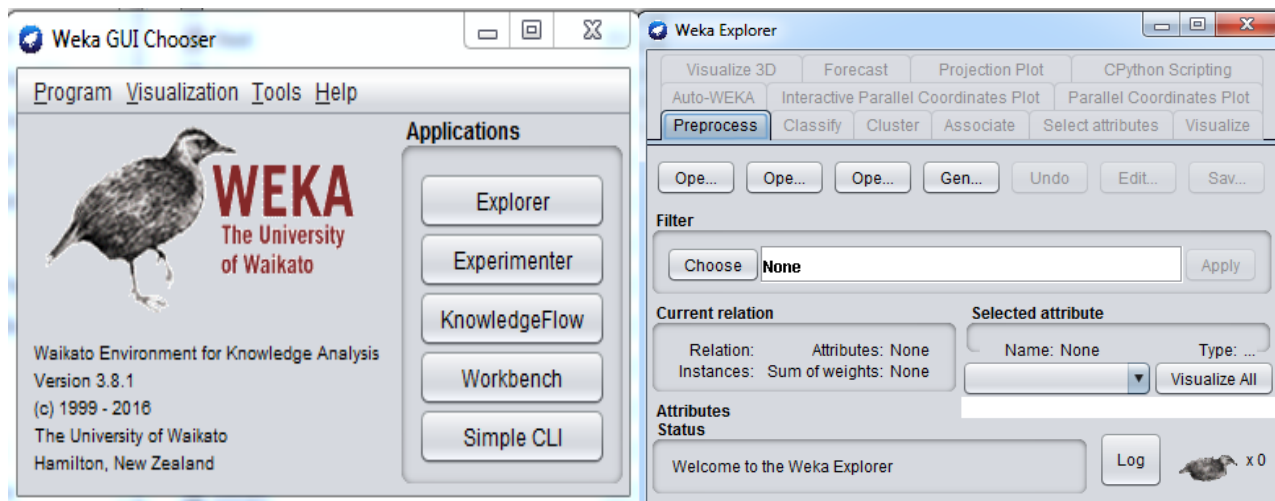 Weka GUI Chooser
Program Visualization Tools Help
WEKA
The University
of Waikato
Waikato Environment for Knowledge Analysis
Version 3.8.1
(c) 1999 - 2016
The University of Waikato
Hamilton, New Zealand
Applications
Explorer
Experimenter
KnowledgeFlow
Workbench
Simple CLI
Weka Explorer
Visualize 3D Forecast Projection Plot CPython Scripting
Auto-WEKA Interactive Parallel Coordinates Plot Parallel Coordinates Plot
Preprocess Classify Cluster Associate Select attributes Visualize
Ope... Ope... Ope... Gen... Undo Edit... Sav...
Filter
Choose None Apply
Current relation
Relation: Attributes: None
Instances: Sum of weights: None
Selected attribute
Name: None Type: ...
Visualize All
Attributes
Status
Welcome to the Weka Explorer
Log x 0